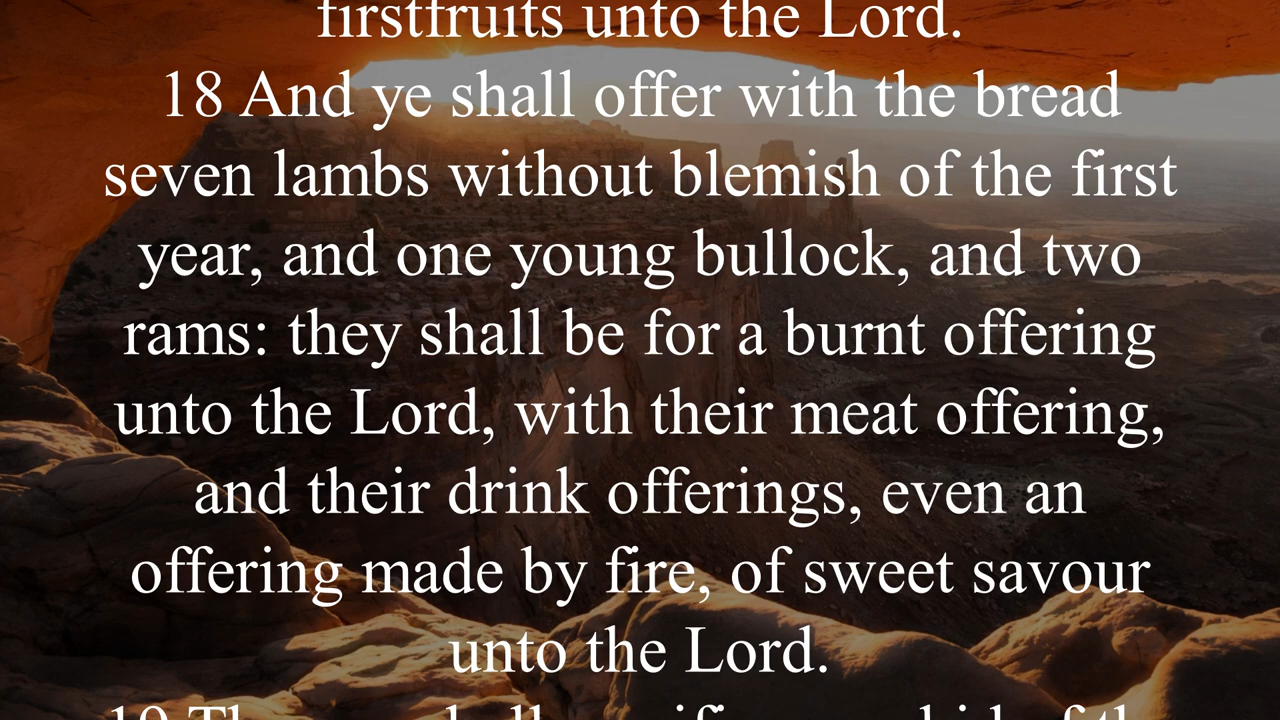 firstfruits unto the Lord.
18 And ye shall offer with the bread
seven lambs without blemish of the first
year, and one young bullock, and two
rams: they shall be for a burnt offering
unto the Lord, with their meat offering,
and their drink offerings, even an
offering made by fire, of sweet savour
unto the Lord.